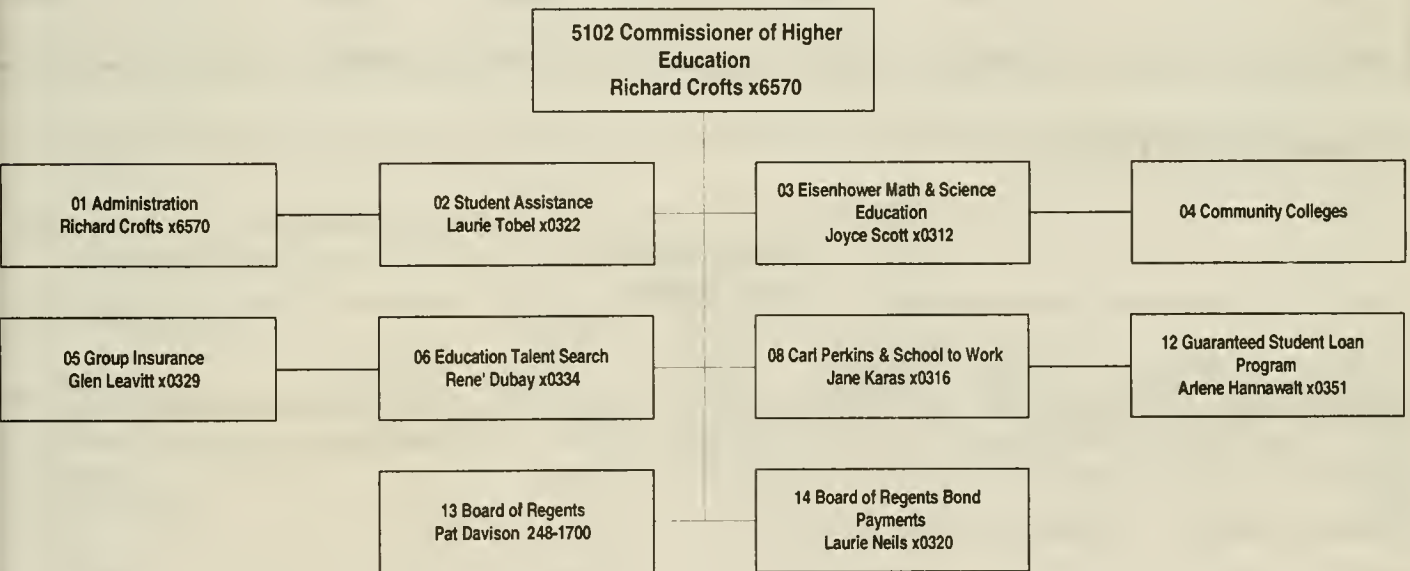 5102 Commissioner of Higher
Education
Richard Crofts x6570
01 Administration
Richard Crofts x6570
02 Student Assistance
Laurie Tobel x0322
03 Eisenhower Math & Science
Education
Joyce Scott x0312
04 Community Colleges
05 Group Insurance
Glen Leavitt x0329
06 Education Talent Search
Rene' Dubay x0334
08 Carl Perkins & School to Work
Jane Karas x0316
12 Guaranteed Student Loan
Program
Arlene Hannawalt x0351
13 Board of Regents
Pat Davison 248-1700
14 Board of Regents Bond
Payments
Laurie Neils x0320